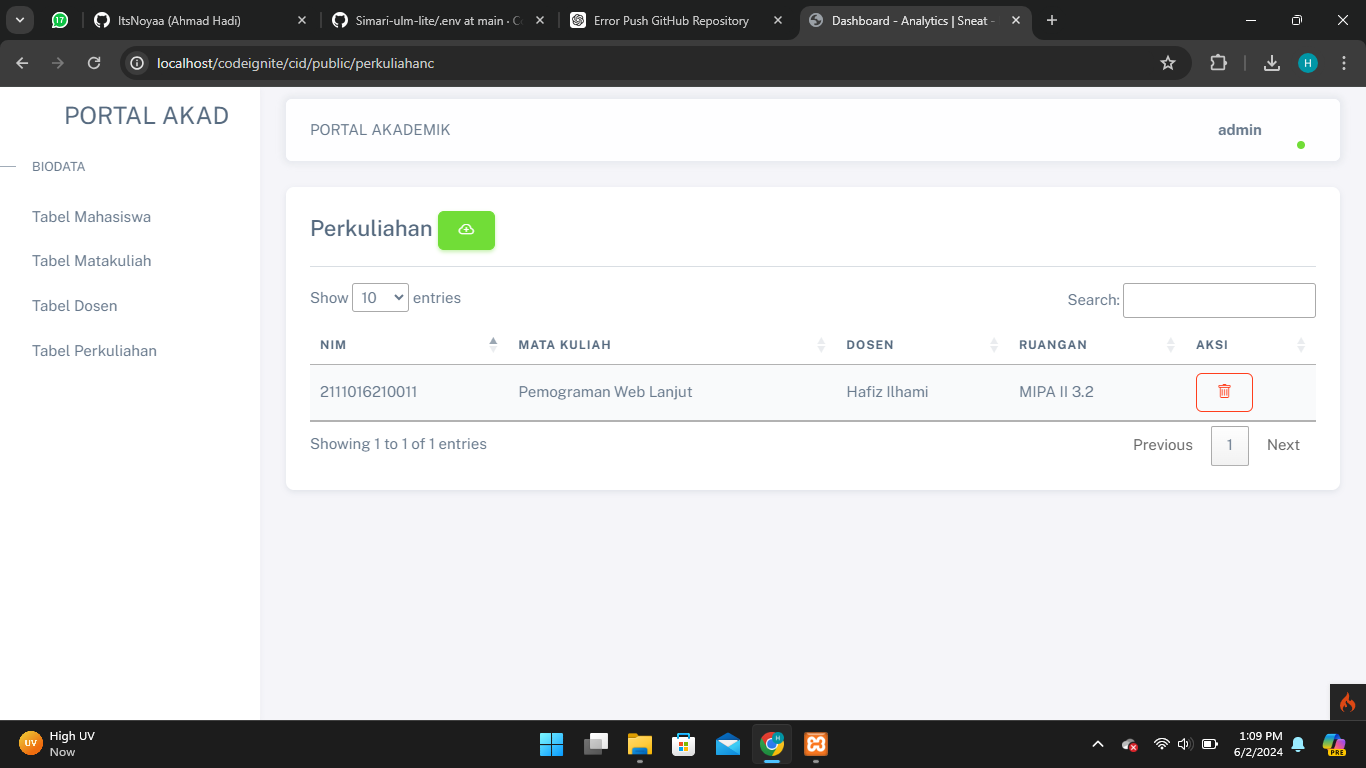 17
ItsNoyaa (Ahmad Hadi)
Simari-ulm-lite/.env at main · C
Error Push GitHub Repository
Dashboard - Analytics | Sneat -
localhost/codeignite/cid/public/perkuliahanc
H
PORTAL AKAD
BIODATA
Tabel Mahasiswa
Tabel Matakuliah
Tabel Dosen
Tabel Perkuliahan
PORTAL AKADEMIK
admin
Perkuliahan
Show 10 entries
Search:
NIM MATA KULIAH DOSEN RUANGAN AKSI
2111016210011 Pemograman Web Lanjut Hafiz Ilhami MIPA II 3.2
Showing 1 to 1 of 1 entries
Previous 1 Next
UV
High UV
Now
H
PRE
1:09 PM
6/2/2024